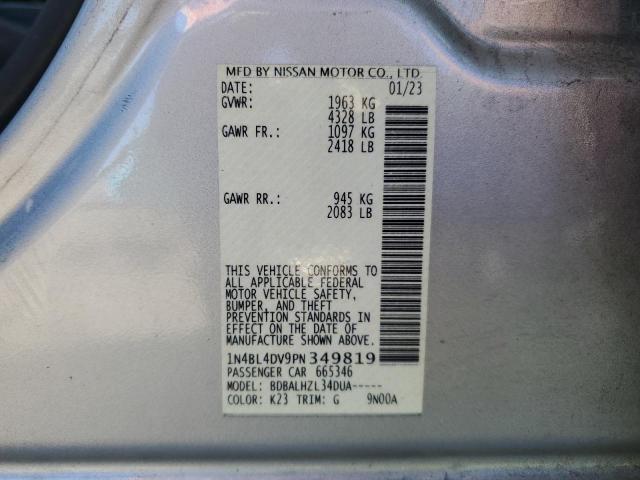 MFD BY NISSAN MOTOR CO., LTD.
DATE: 01/23
GVWR: 1963 KG
4328 LB
GAWR FR.: 1097 KG
2418 LB
GAWR RR.: 945 KG
2083 LB
THIS VEHICLE CONFORMS TO
ALL APPLICABLE FEDERAL
MOTOR VEHICLE SAFETY,
BUMPER, AND THEFT
PREVENTION STANDARDS IN
EFFECT ON THE DATE OF
MANUFACTURE SHOWN ABOVE.
1N4BL4DV9PN349819
PASSENGER CAR 665346
MODEL: BDBALHZL34DUA-----
COLOR: K23 TRIM: G 9N00A